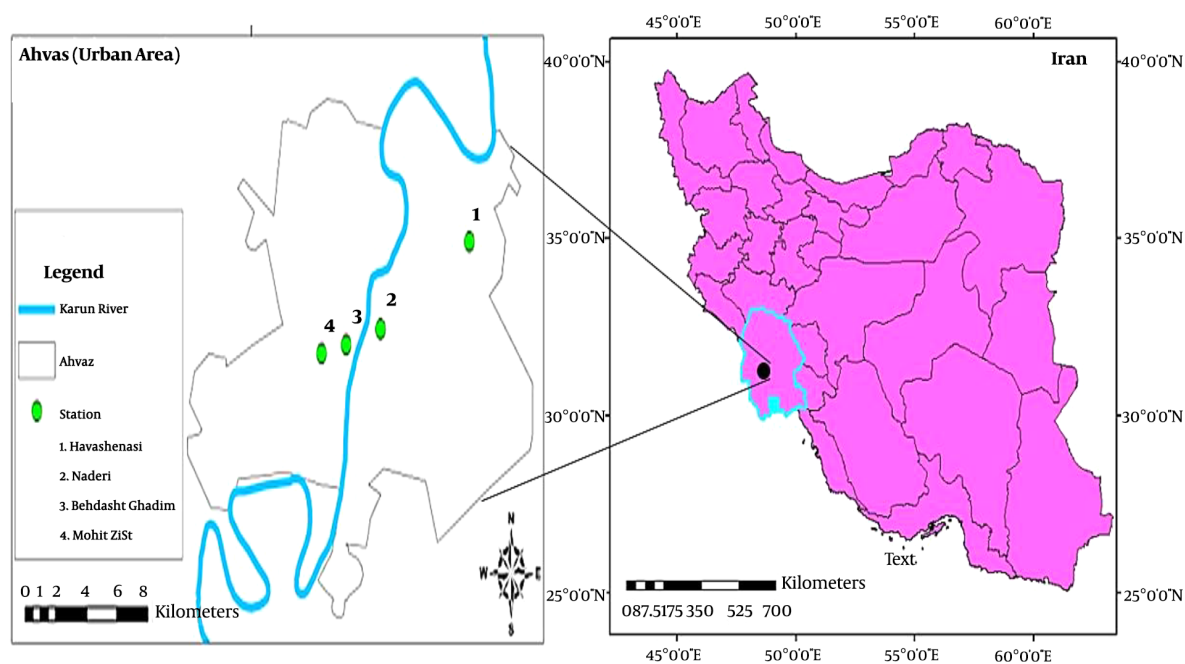 Ahvas (Urban Area)
1
2
3
4
Legend
Karun River
Ahvaz
Station
1. Havashenasi
2. Naderi
3. Behdasht Ghadim
4. Mohit ZiSt
0 1 2 4 6 8
Kilometers
N
W E
S
45°0'0"E 50°0'0"E 55°0'0"E 60°0'0"E
Iran
40°0'0"N 40°0'0"N
35°0'0"N 35°0'0"N
30°0'0"N 30°0'0"N
25°0'0"N 25°0'0"N
Text
Kilometers
087.5175 350 525 700
45°0'0"E 50°0'0"E 55°0'0"E 60°0'0"E